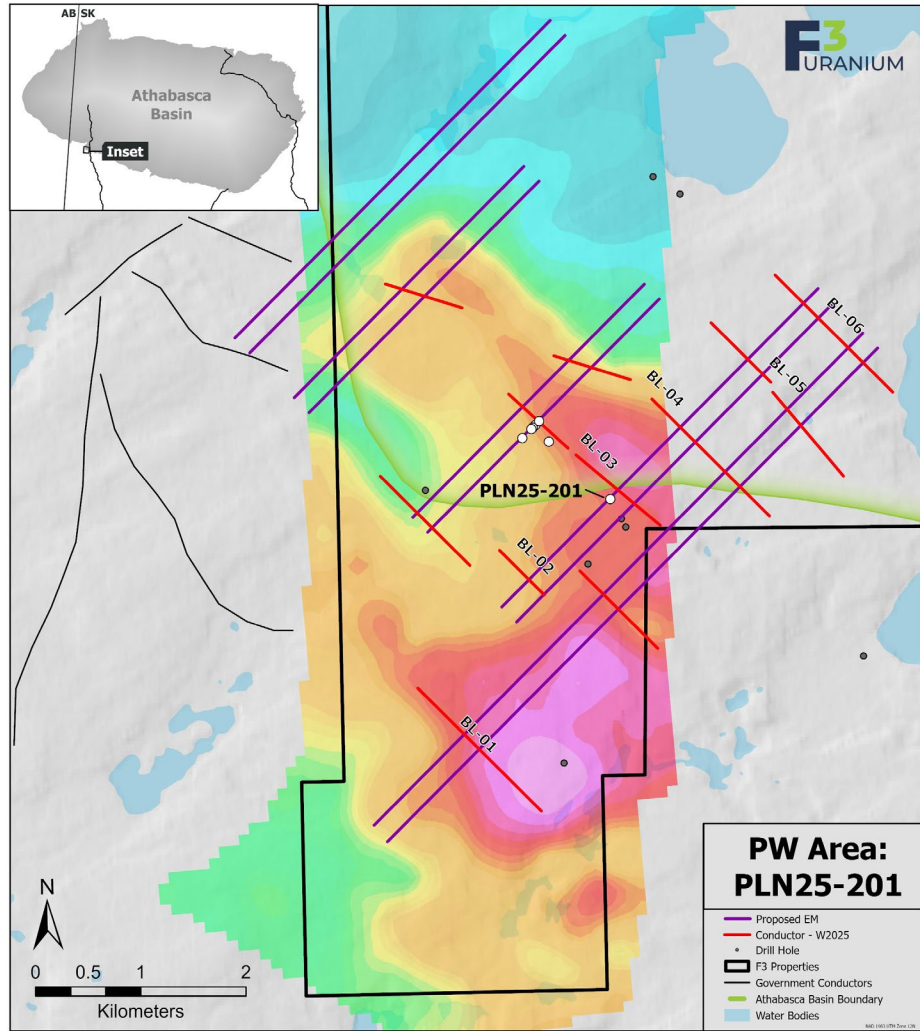 AB SK
Athabasca
Basin
Inset
F3
URANIUM
BL-06
BL-05
BL-04
BL-03
PLN25-201
BL-02
BL-01
N
0 0.5 1 2
Kilometers
PW Area:
PLN25-201
Proposed EM
Conductor - W2025
Drill Hole
F3 Properties
Government Conductors
Athabasca Basin Boundary
Water Bodies